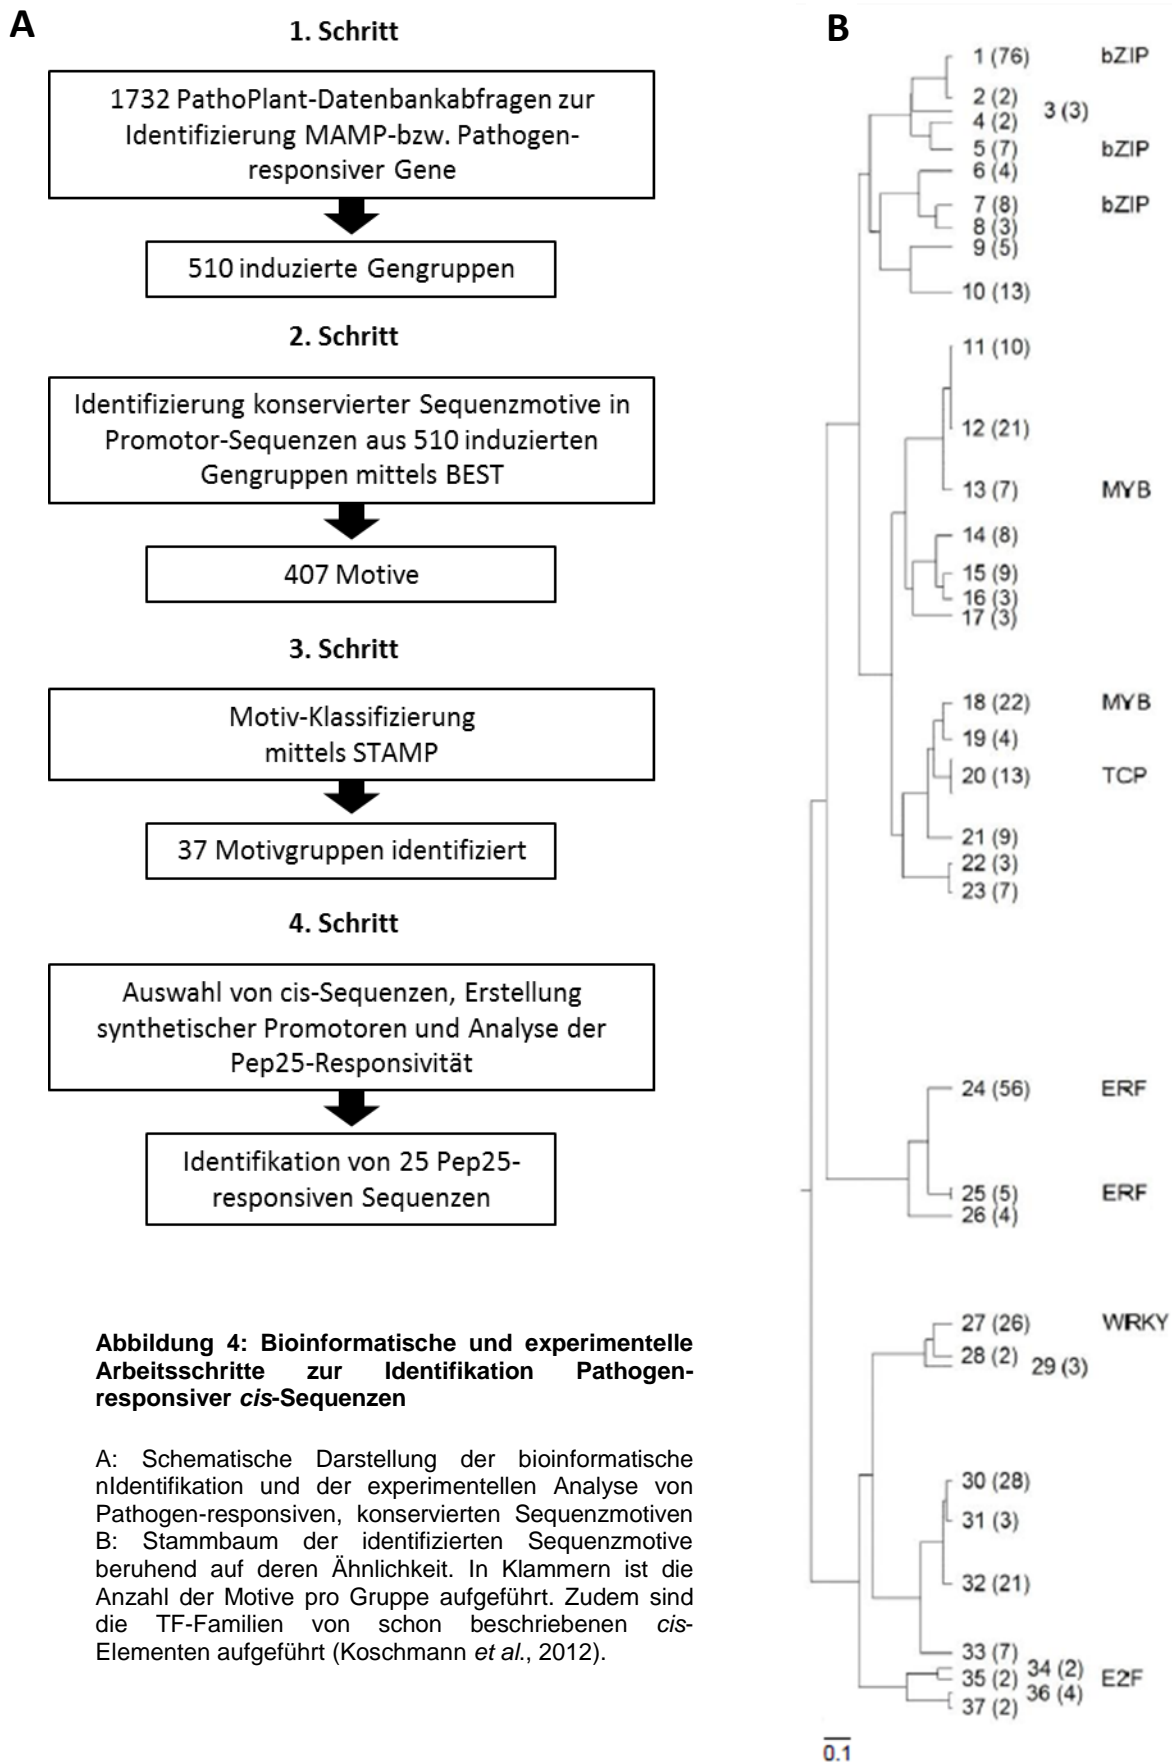 A
1. Schritt
1732 PathoPlant-Datenbankabfragen zur
Identifizierung MAMP-bzw. Pathogen-
responsiver Gene
510 induzierte Gengruppen
2. Schritt
Identifizierung konservierter Sequenzmotive in
Promotor-Sequenzen aus 510 induzierten
Gengruppen mittels BEST
407 Motive
3. Schritt
Motiv-Klassifizierung
mittels STAMP
37 Motivgruppen identifiziert
4. Schritt
Auswahl von cis-Sequenzen, Erstellung
synthetischer Promotoren und Analyse der
Pep25-Responsivität
Identifikation von 25 Pep25-
responsiven Sequenzen
Abbildung 4: Bioinformatische und experimentelle
Arbeitsschritte zur Identifikation Pathogen-
responsiver cis-Sequenzen
A: Schematische Darstellung der bioinformatische
nIdentifikation und der experimentellen Analyse von
Pathogen-responsiven, konservierten Sequenzmotiven
B: Stammbaum der identifizierten Sequenzmotive
beruhend auf deren Ähnlichkeit. In Klammern ist die
Anzahl der Motive pro Gruppe aufgeführt. Zudem sind
die TF-Familien von schon beschriebenen cis-
Elementen aufgeführt (Koschmann et al., 2012).
B
1 (76) bZIP
2 (2)
3 (3)
4 (2)
5 (7) bZIP
6 (4)
7 (8) bZIP
8 (3)
9 (5)
10 (13)
11 (10)
12 (21)
13 (7) MYB
14 (8)
15 (9)
16 (3)
17 (3)
18 (22) MYB
19 (4)
20 (13) TCP
21 (9)
22 (3)
23 (7)
24 (56) ERF
25 (5) ERF
26 (4)
27 (26) WRKY
28 (2)
29 (3)
30 (28)
31 (3)
32 (21)
33 (7)
34 (2)
35 (2) E2F
36 (4)
37 (2)
0.1